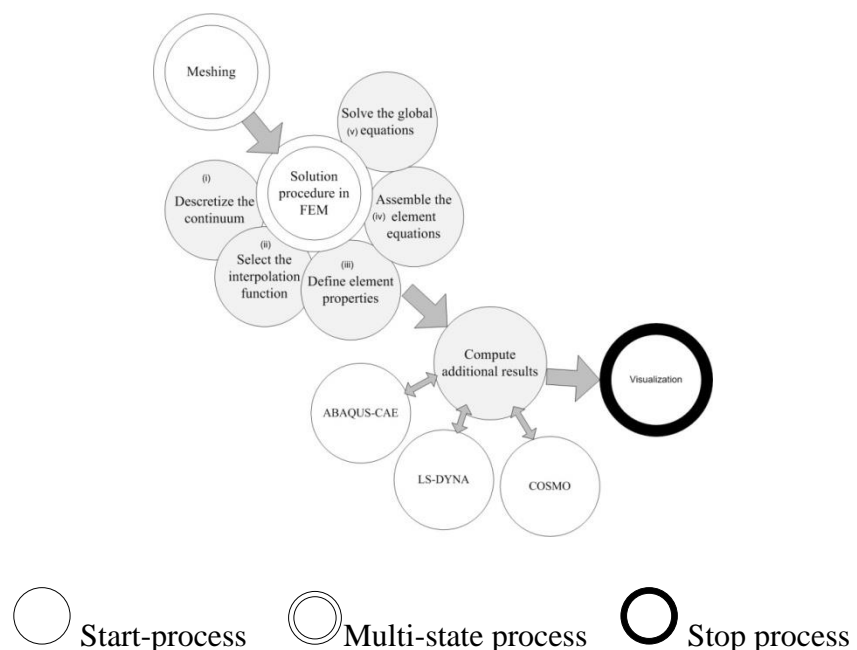 Meshing
Solve the global
(v) equations
Solution
procedure in
FEM
(i)
Descretize the
continuum
Assemble the
(iv) element
equations
(ii)
Select the
interpolation
function
(iii)
Define element
properties
Compute
additional results
Visualization
ABAQUS-CAE
LS-DYNA
COSMO
Start-process
Multi-state process
Stop process